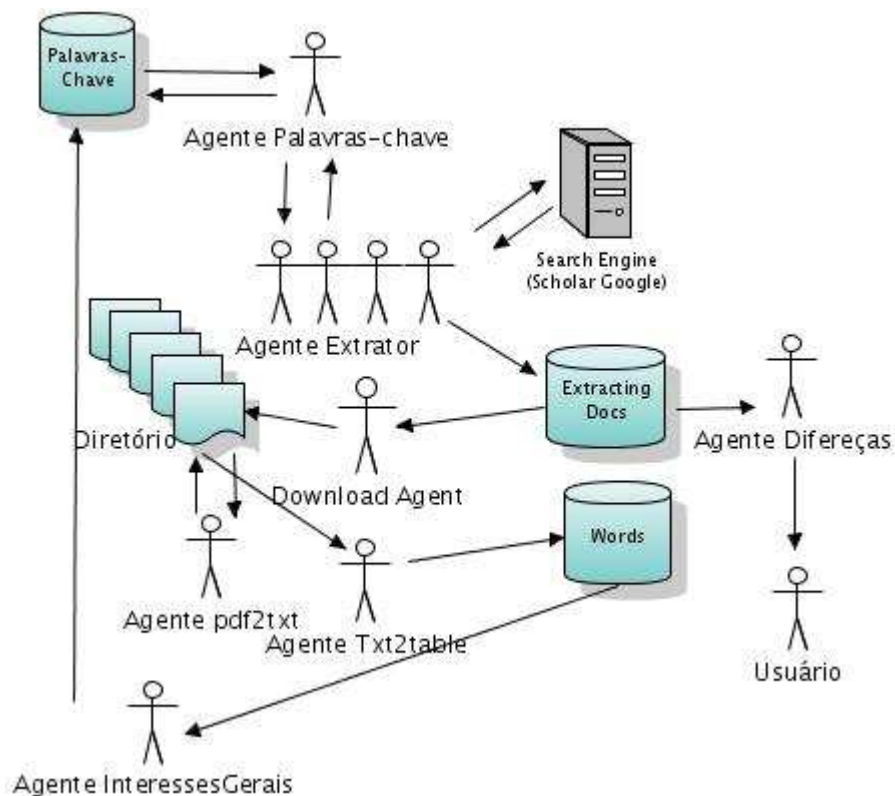 Palavras-
Chave
Agente Palavras-chave
Search Engine
(Scholar Google)
Agente Extrator
Extracting
Docs
Diretório
Download Agent
Agente Difereças
Words
Agente pdf2txt
Agente Txt2table
Usuário
Agente InteressesGerais